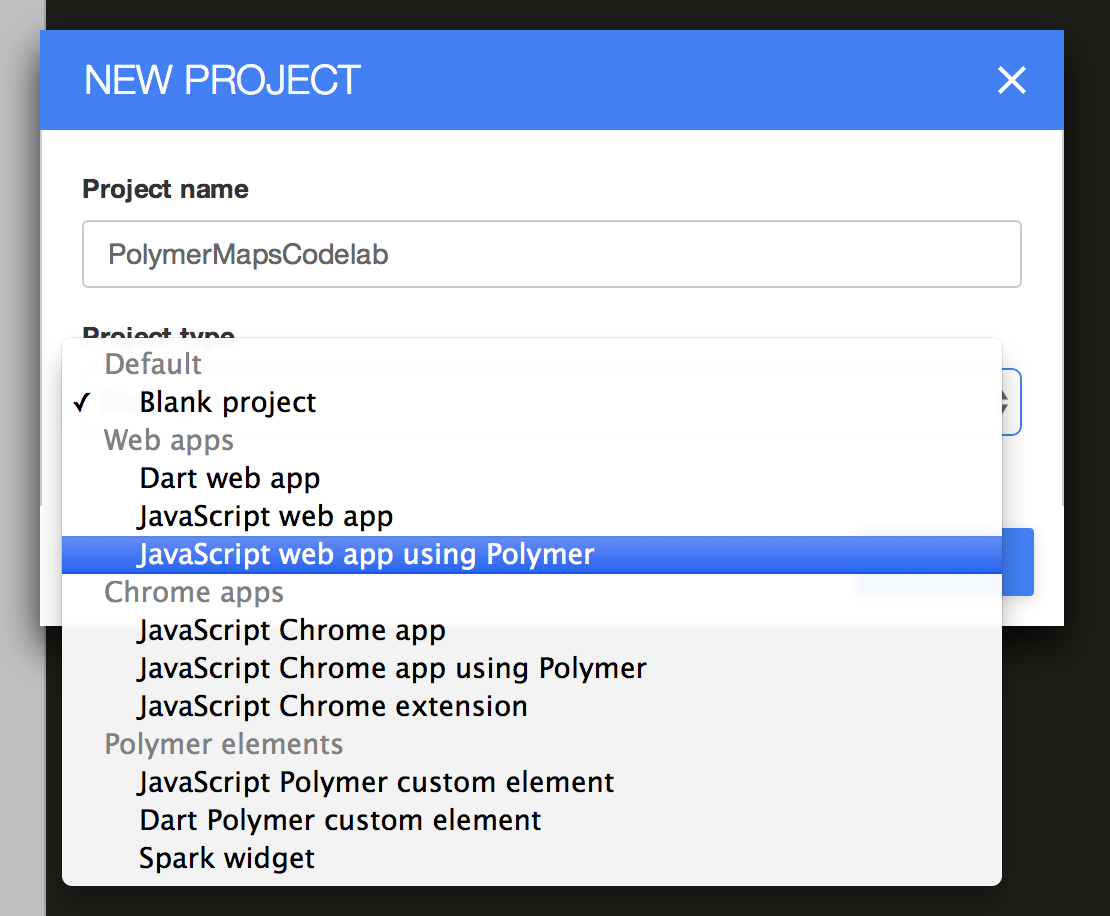 NEW PROJECT
Project name
PolymerMapsCodelab
Project type
Default
✓ Blank project
Web apps
Dart web app
JavaScript web app
JavaScript web app using Polymer
Chrome apps
JavaScript Chrome app
JavaScript Chrome app using Polymer
JavaScript Chrome extension
Polymer elements
JavaScript Polymer custom element
Dart Polymer custom element
Spark widget